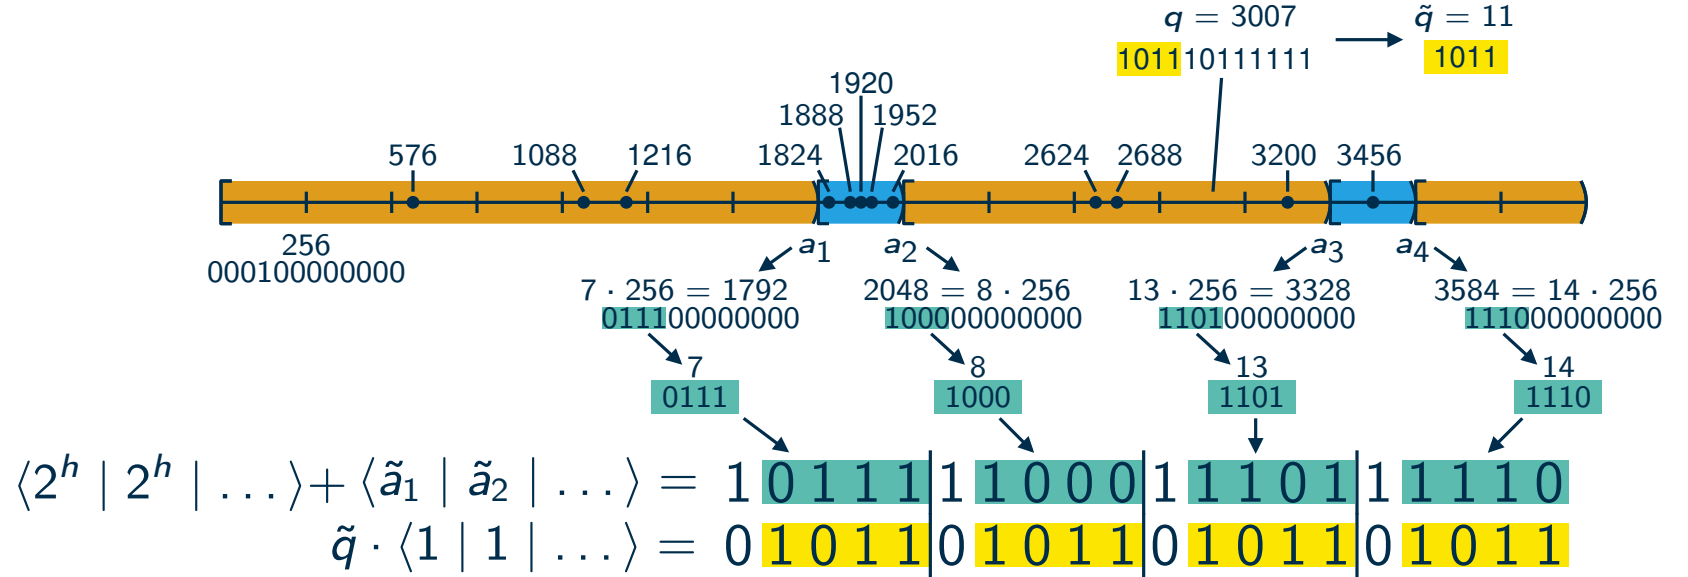 q = 3007
q̃ = 11
101110111111
1011
1920
1888
1952
576
1088
1216
1824
2016
2624
2688
3200
3456
256
000100000000
a₁
a₂
a₃
a₄
7 · 256 = 1792
2048 = 8 · 256
13 · 256 = 3328
3584 = 14 · 256
011100000000
100000000000
110100000000
111000000000
7
8
13
14
0111
1000
1101
1110
⟨2ʰ | 2ʰ | . . .⟩+⟨ã₁ | ã₂ | . . .⟩ = 1 0 1 1 1|1 1 0 0 0|1 1 1 0 1|1 1 1 1 0
q̃ · ⟨1 | 1 | . . .⟩ = 0 1 0 1 1|0 1 0 1 1|0 1 0 1 1|0 1 0 1 1